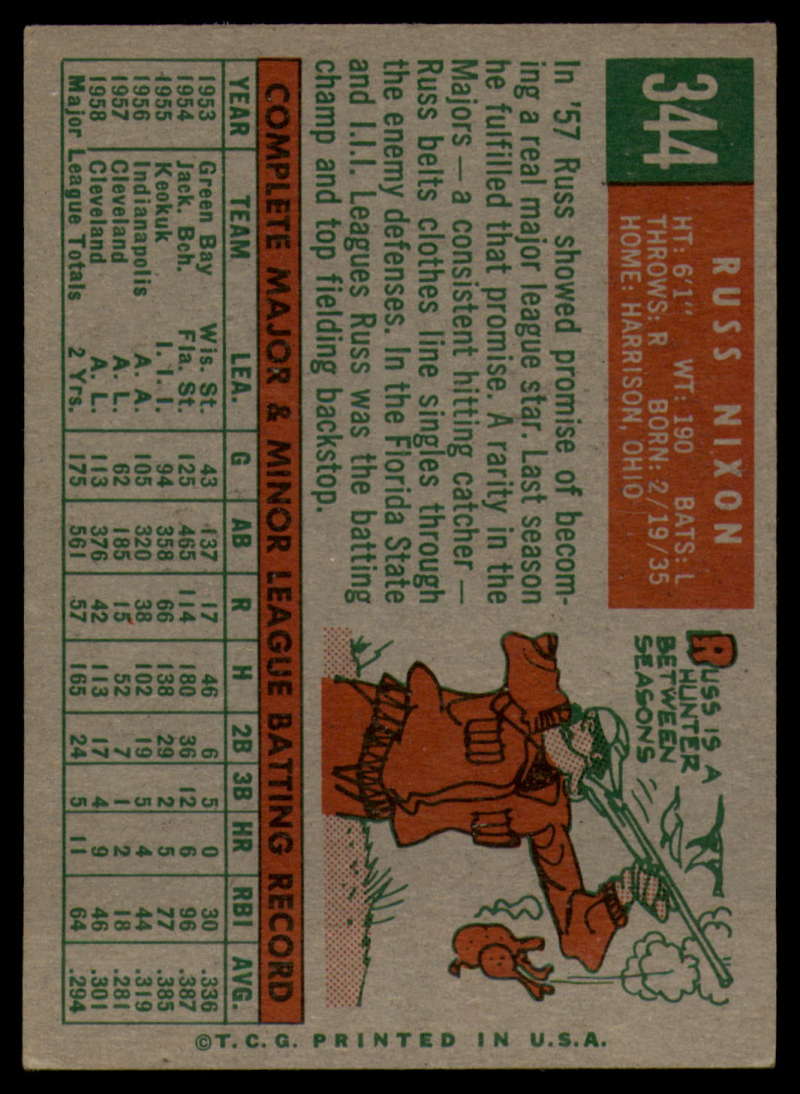 344
RUSS NIXON
HT: 6'1" WT: 190 BATS: L
THROWS: R BORN: 2/19/35
HOME: HARRISON, OHIO
In '57 Russ showed promise of becom-
ing a real major league star. Last season
he fulfilled that promise. A rarity in the
Majors — a consistent hitting catcher —
Russ belts clothes line singles through
the enemy defenses. In the Florida State
and I.I.I. Leagues Russ was the batting
champ and top fielding backstop.
RUSS IS A
HUNTER
BETWEEN
SEASONS
COMPLETE MAJOR & MINOR LEAGUE BATTING RECORD
YEAR TEAM LEA. G AB R H 2B 3B HR RBI AVG.
1953 Green Bay Wis. St. 43 137 17 46 6 5 0 30 .336
1954 Jack. Bch. Fla. St. 125 465 114 180 36 12 6 96 .387
1955 Keokuk I. I. I. 94 358 66 138 29 2 5 77 .385
1956 Indianapolis A. A. 105 320 38 102 19 5 4 44 .319
1957 Cleveland A. L. 62 185 15 52 7 1 2 18 .281
1958 Cleveland A. L. 113 376 42 113 17 4 9 46 .301
Major League Totals 2 Yrs. 175 561 57 165 24 5 11 64 .294
©T.C.G. PRINTED IN U.S.A.